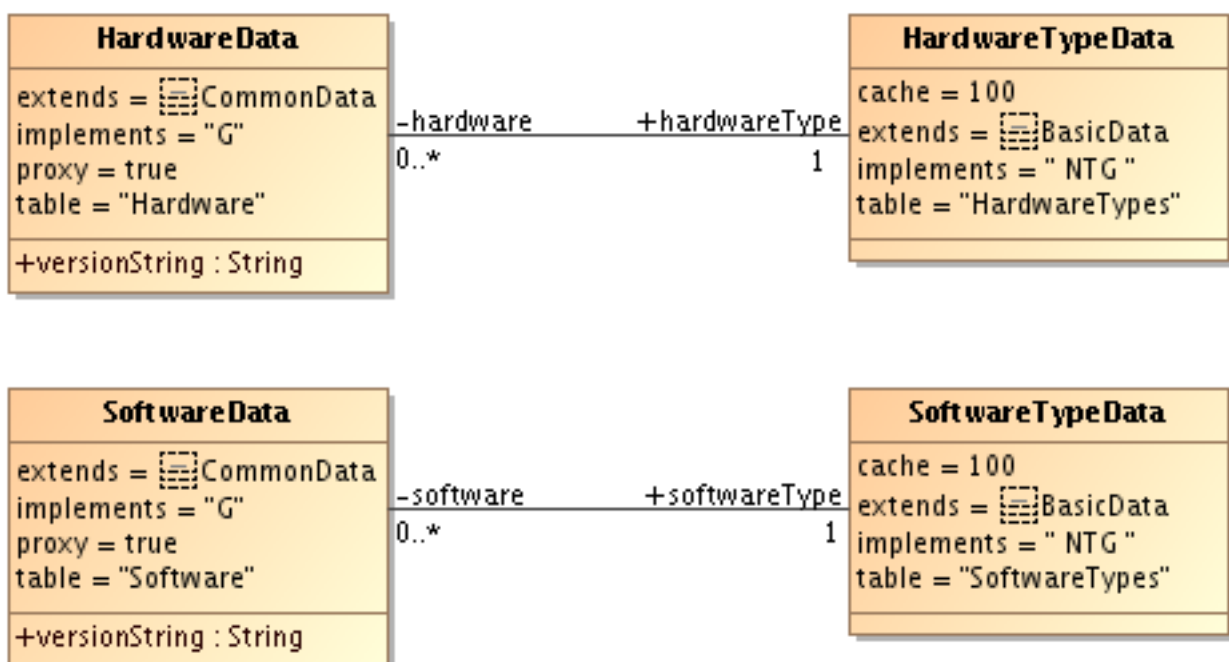 HardwareData
extends = CommonData
implements = "G"
proxy = true
table = "Hardware"
+versionString : String
-hardware
0..*
+hardwareType
1
HardwareTypeData
cache = 100
extends = BasicData
implements = " NTG "
table = "HardwareTypes"
SoftwareData
extends = CommonData
implements = "G"
proxy = true
table = "Software"
+versionString : String
-software
0..*
+softwareType
1
SoftwareTypeData
cache = 100
extends = BasicData
implements = " NTG "
table = "SoftwareTypes"